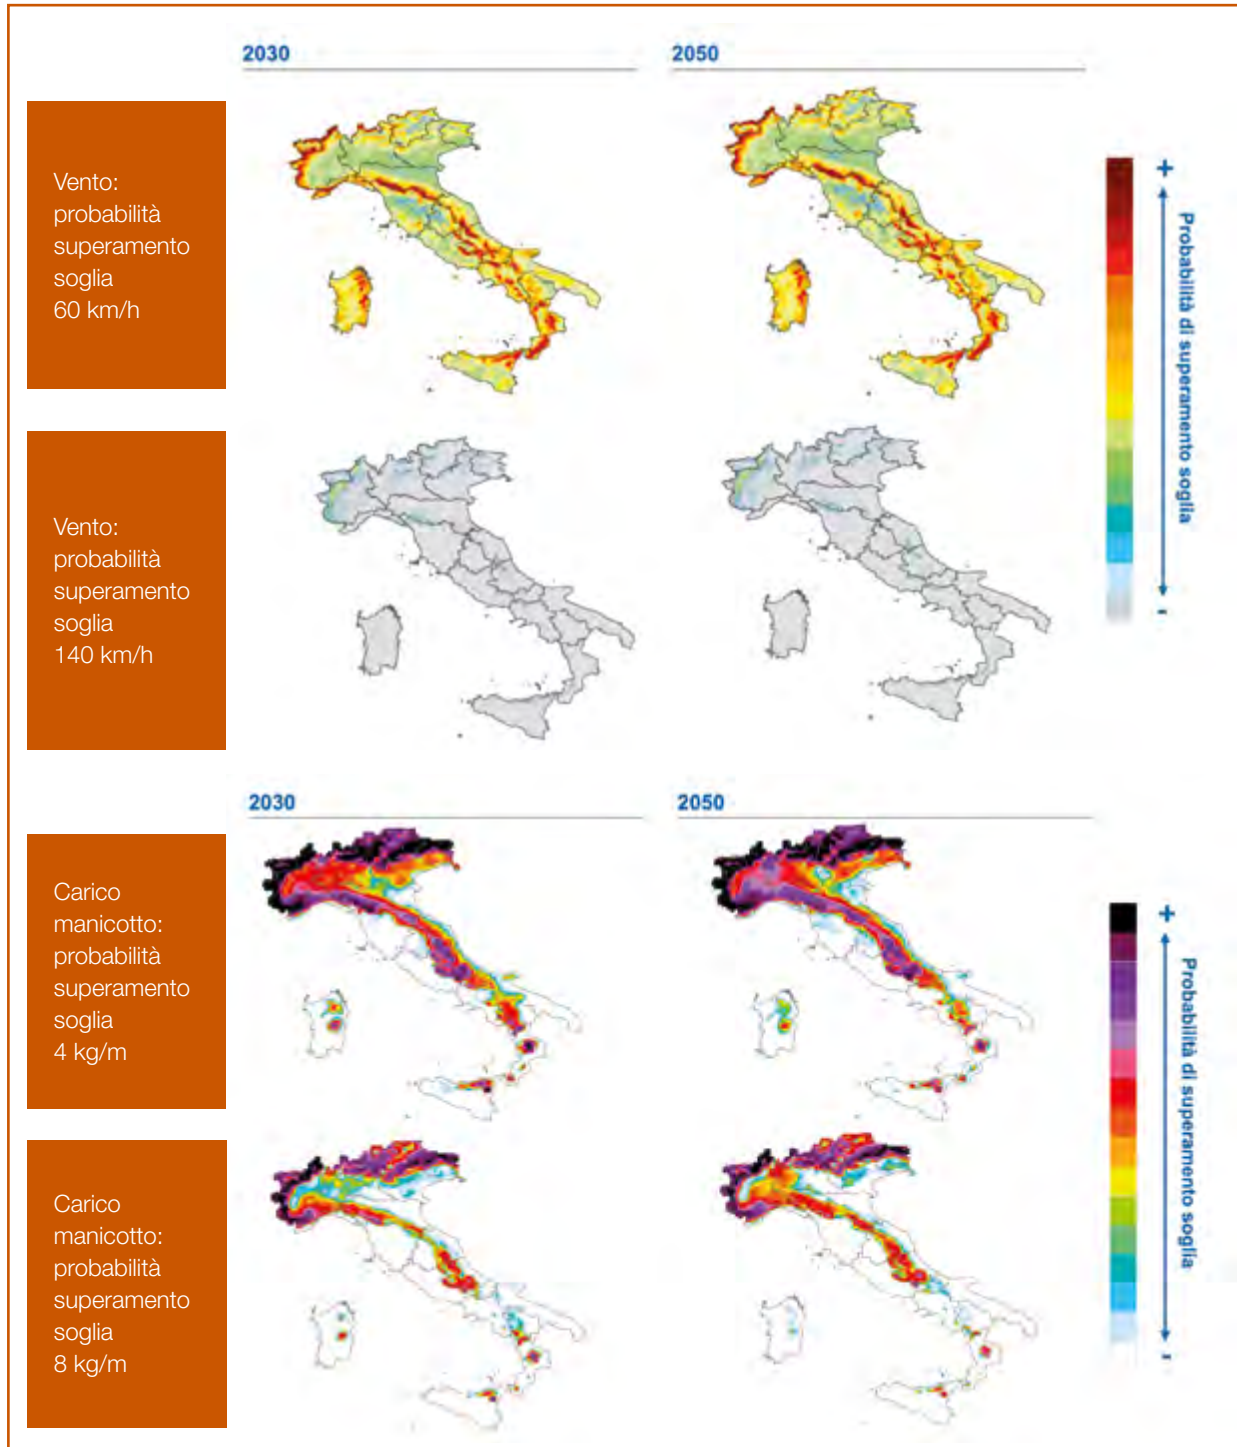 2030
2050
Vento:
probabilità
superamento
soglia
60 km/h
Vento:
probabilità
superamento
soglia
140 km/h
+
Probabilità di superamento soglia
-
2030
2050
Carico
manicotto:
probabilità
superamento
soglia
4 kg/m
Carico
manicotto:
probabilità
superamento
soglia
8 kg/m
+
Probabilità di superamento soglia
-